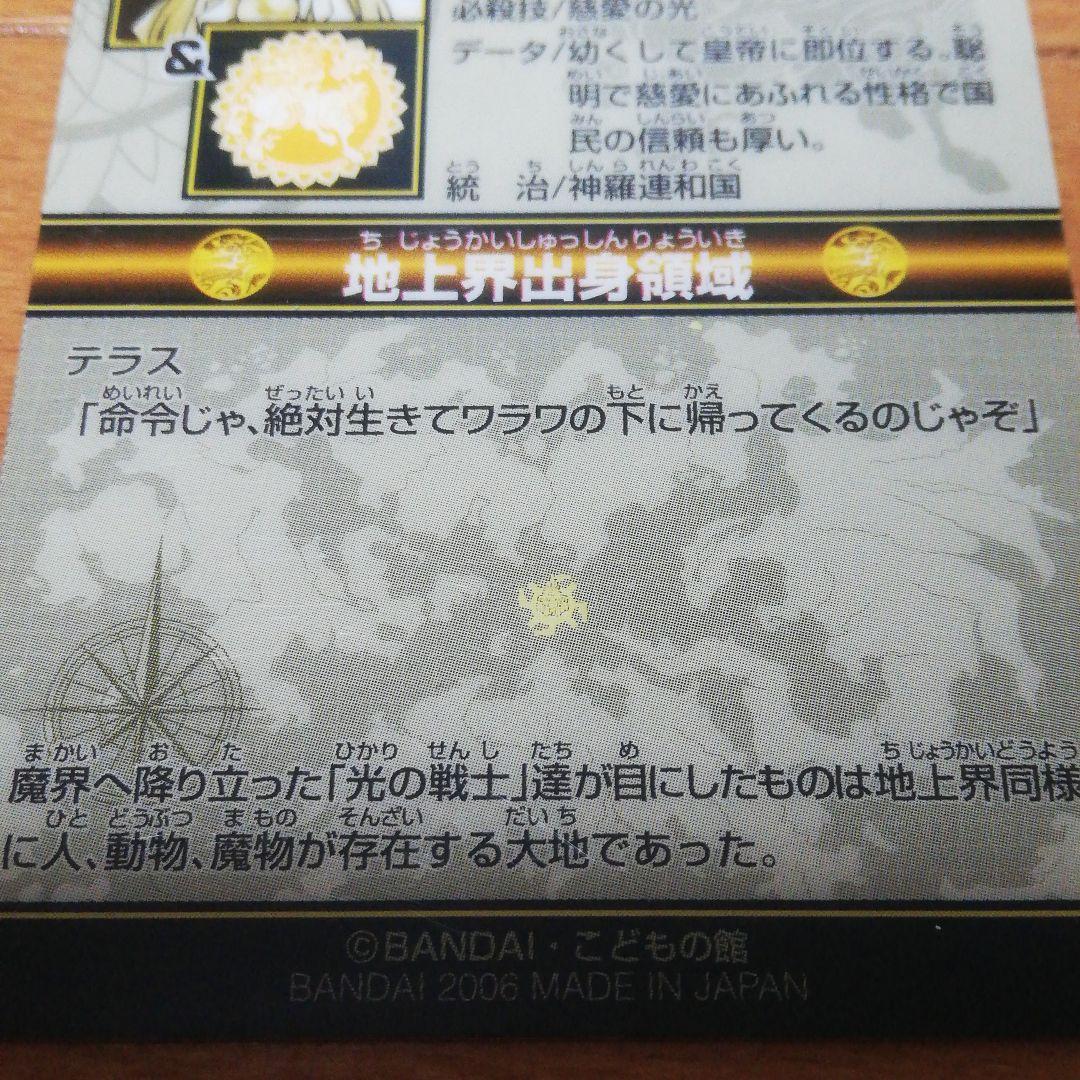 必殺技/慈愛の光
データ/幼くして皇帝に即位する。聡
明で慈愛にあふれる性格で国
民の信頼も厚い。
統 治/神羅連和国
&
地上界出身領域
テラス
「命令じゃ、絶対生きてワラワの下に帰ってくるのじゃぞ」
魔界へ降り立った「光の戦士」達が目にしたものは地上界同様
に人、動物、魔物が存在する大地であった。
©BANDAI・こどもの館
BANDAI 2006 MADE IN JAPAN